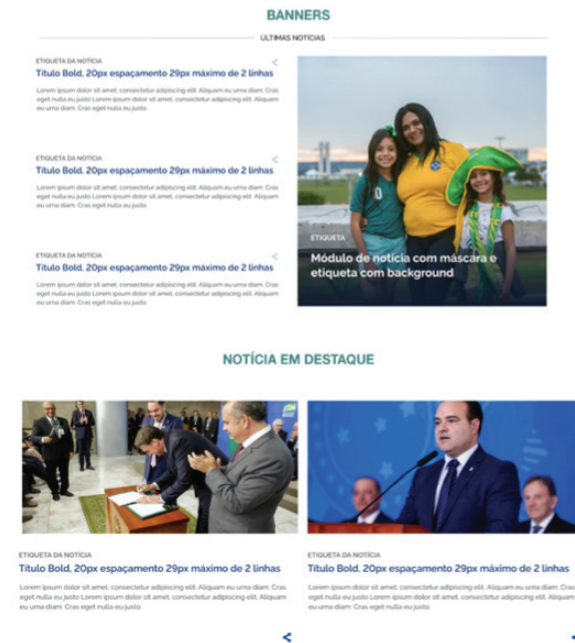 BANNERS
ÚLTIMAS NOTÍCIAS
ETIQUETA DA NOTÍCIA
Título Bold, 20px espaçamento 29px máximo de 2 linhas
Lorem ipsum dolor sit amet, consectetur adipiscing elit. Aliquam eu urna diam. Cras
eget nulla eu justo Lorem ipsum dolor sit amet, consectetur adipiscing elit. Aliquam
eu urna diam. Cras eget nulla eu justo.
ETIQUETA DA NOTÍCIA
Título Bold, 20px espaçamento 29px máximo de 2 linhas
Lorem ipsum dolor sit amet, consectetur adipiscing elit. Aliquam eu urna diam. Cras
eget nulla eu justo Lorem ipsum dolor sit amet, consectetur adipiscing elit. Aliquam
eu urna diam. Cras eget nulla eu justo.
ETIQUETA DA NOTÍCIA
Título Bold, 20px espaçamento 29px máximo de 2 linhas
Lorem ipsum dolor sit amet, consectetur adipiscing elit. Aliquam eu urna diam. Cras
eget nulla eu justo Lorem ipsum dolor sit amet, consectetur adipiscing elit. Aliquam
eu urna diam. Cras eget nulla eu justo.
ETIQUETA
Módulo de notícia com máscara e
etiqueta com background
NOTÍCIA EM DESTAQUE
ETIQUETA DA NOTÍCIA
Título Bold, 20px espaçamento 29px máximo de 2 linhas
Lorem ipsum dolor sit amet, consectetur adipiscing elit. Aliquam eu urna diam. Cras
eget nulla eu justo Lorem ipsum dolor sit amet, consectetur adipiscing elit. Aliquam
eu urna diam. Cras eget nulla eu justo.
ETIQUETA DA NOTÍCIA
Título Bold, 20px espaçamento 29px máximo de 2 linhas
Lorem ipsum dolor sit amet, consectetur adipiscing elit. Aliquam eu urna diam. Cras
eget nulla eu justo Lorem ipsum dolor sit amet, consectetur adipiscing elit. Aliquam
eu urna diam. Cras eget nulla eu justo.